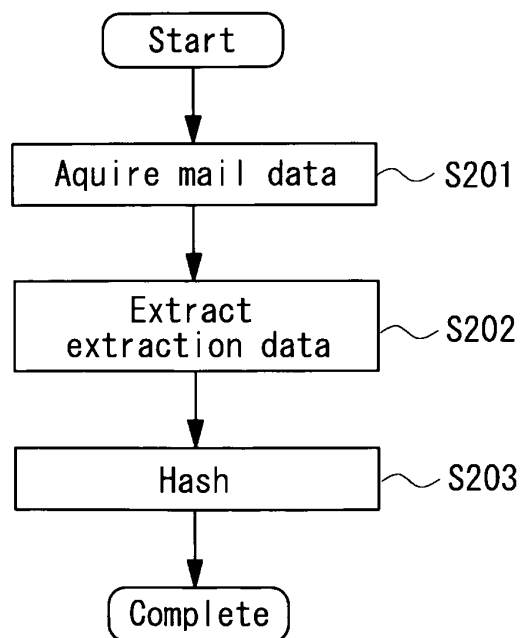 Start
Aquire mail data
S201
Extract
extraction data
S202
Hash
S203
Complete